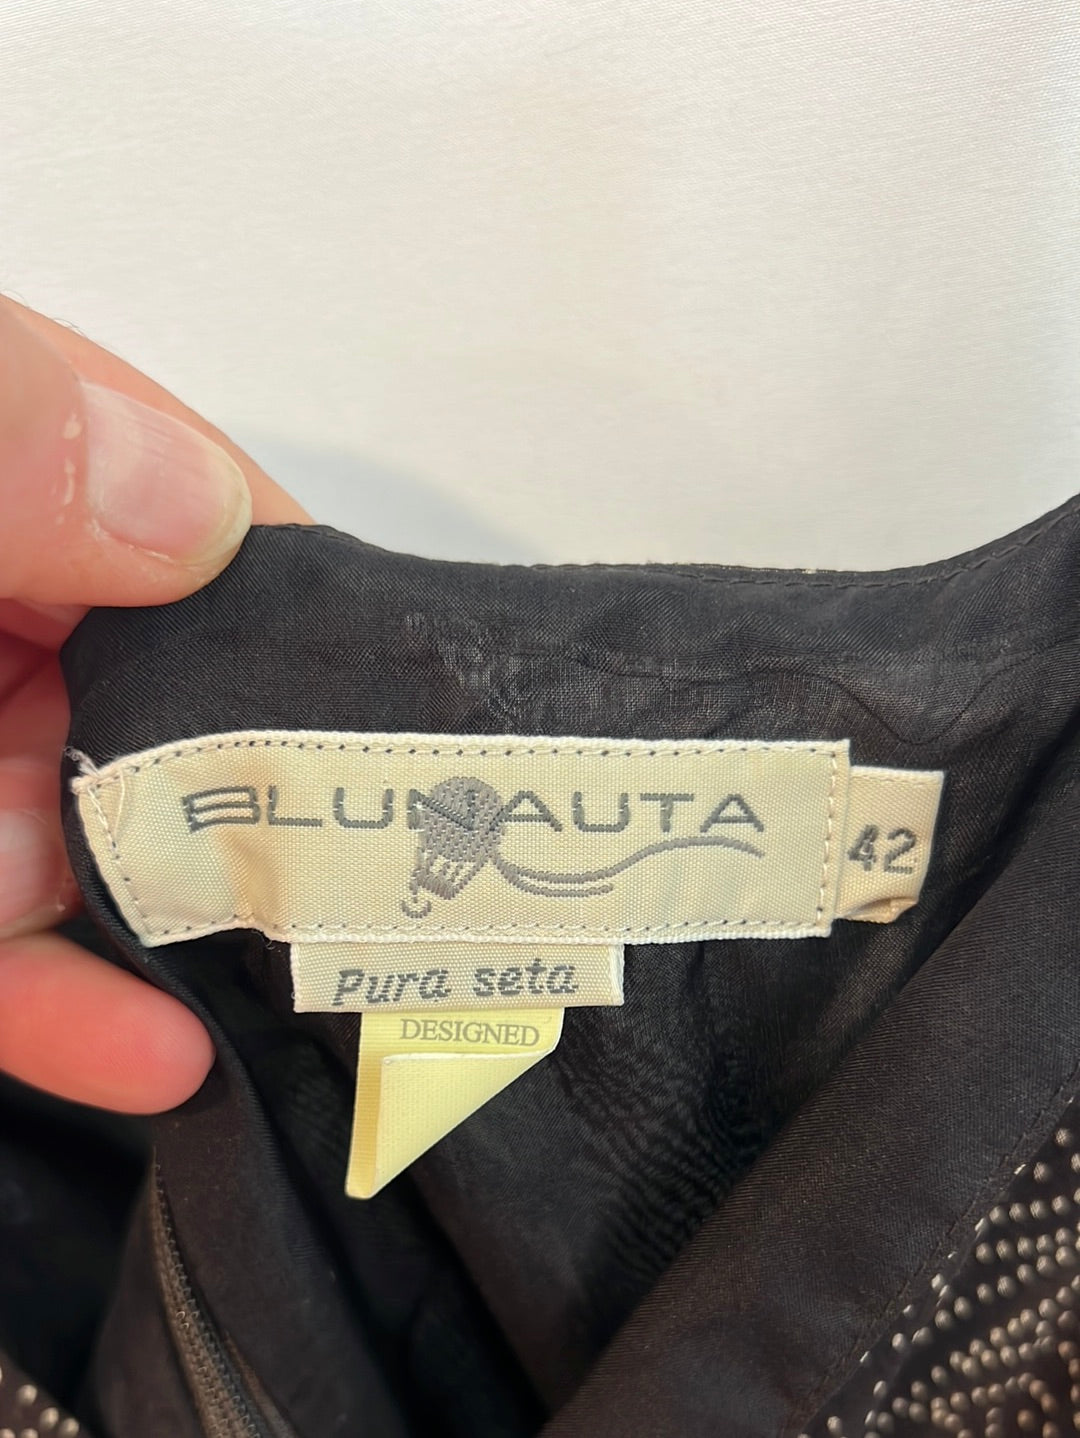 BLUNAUTA
42
Pura seta
DESIGNED